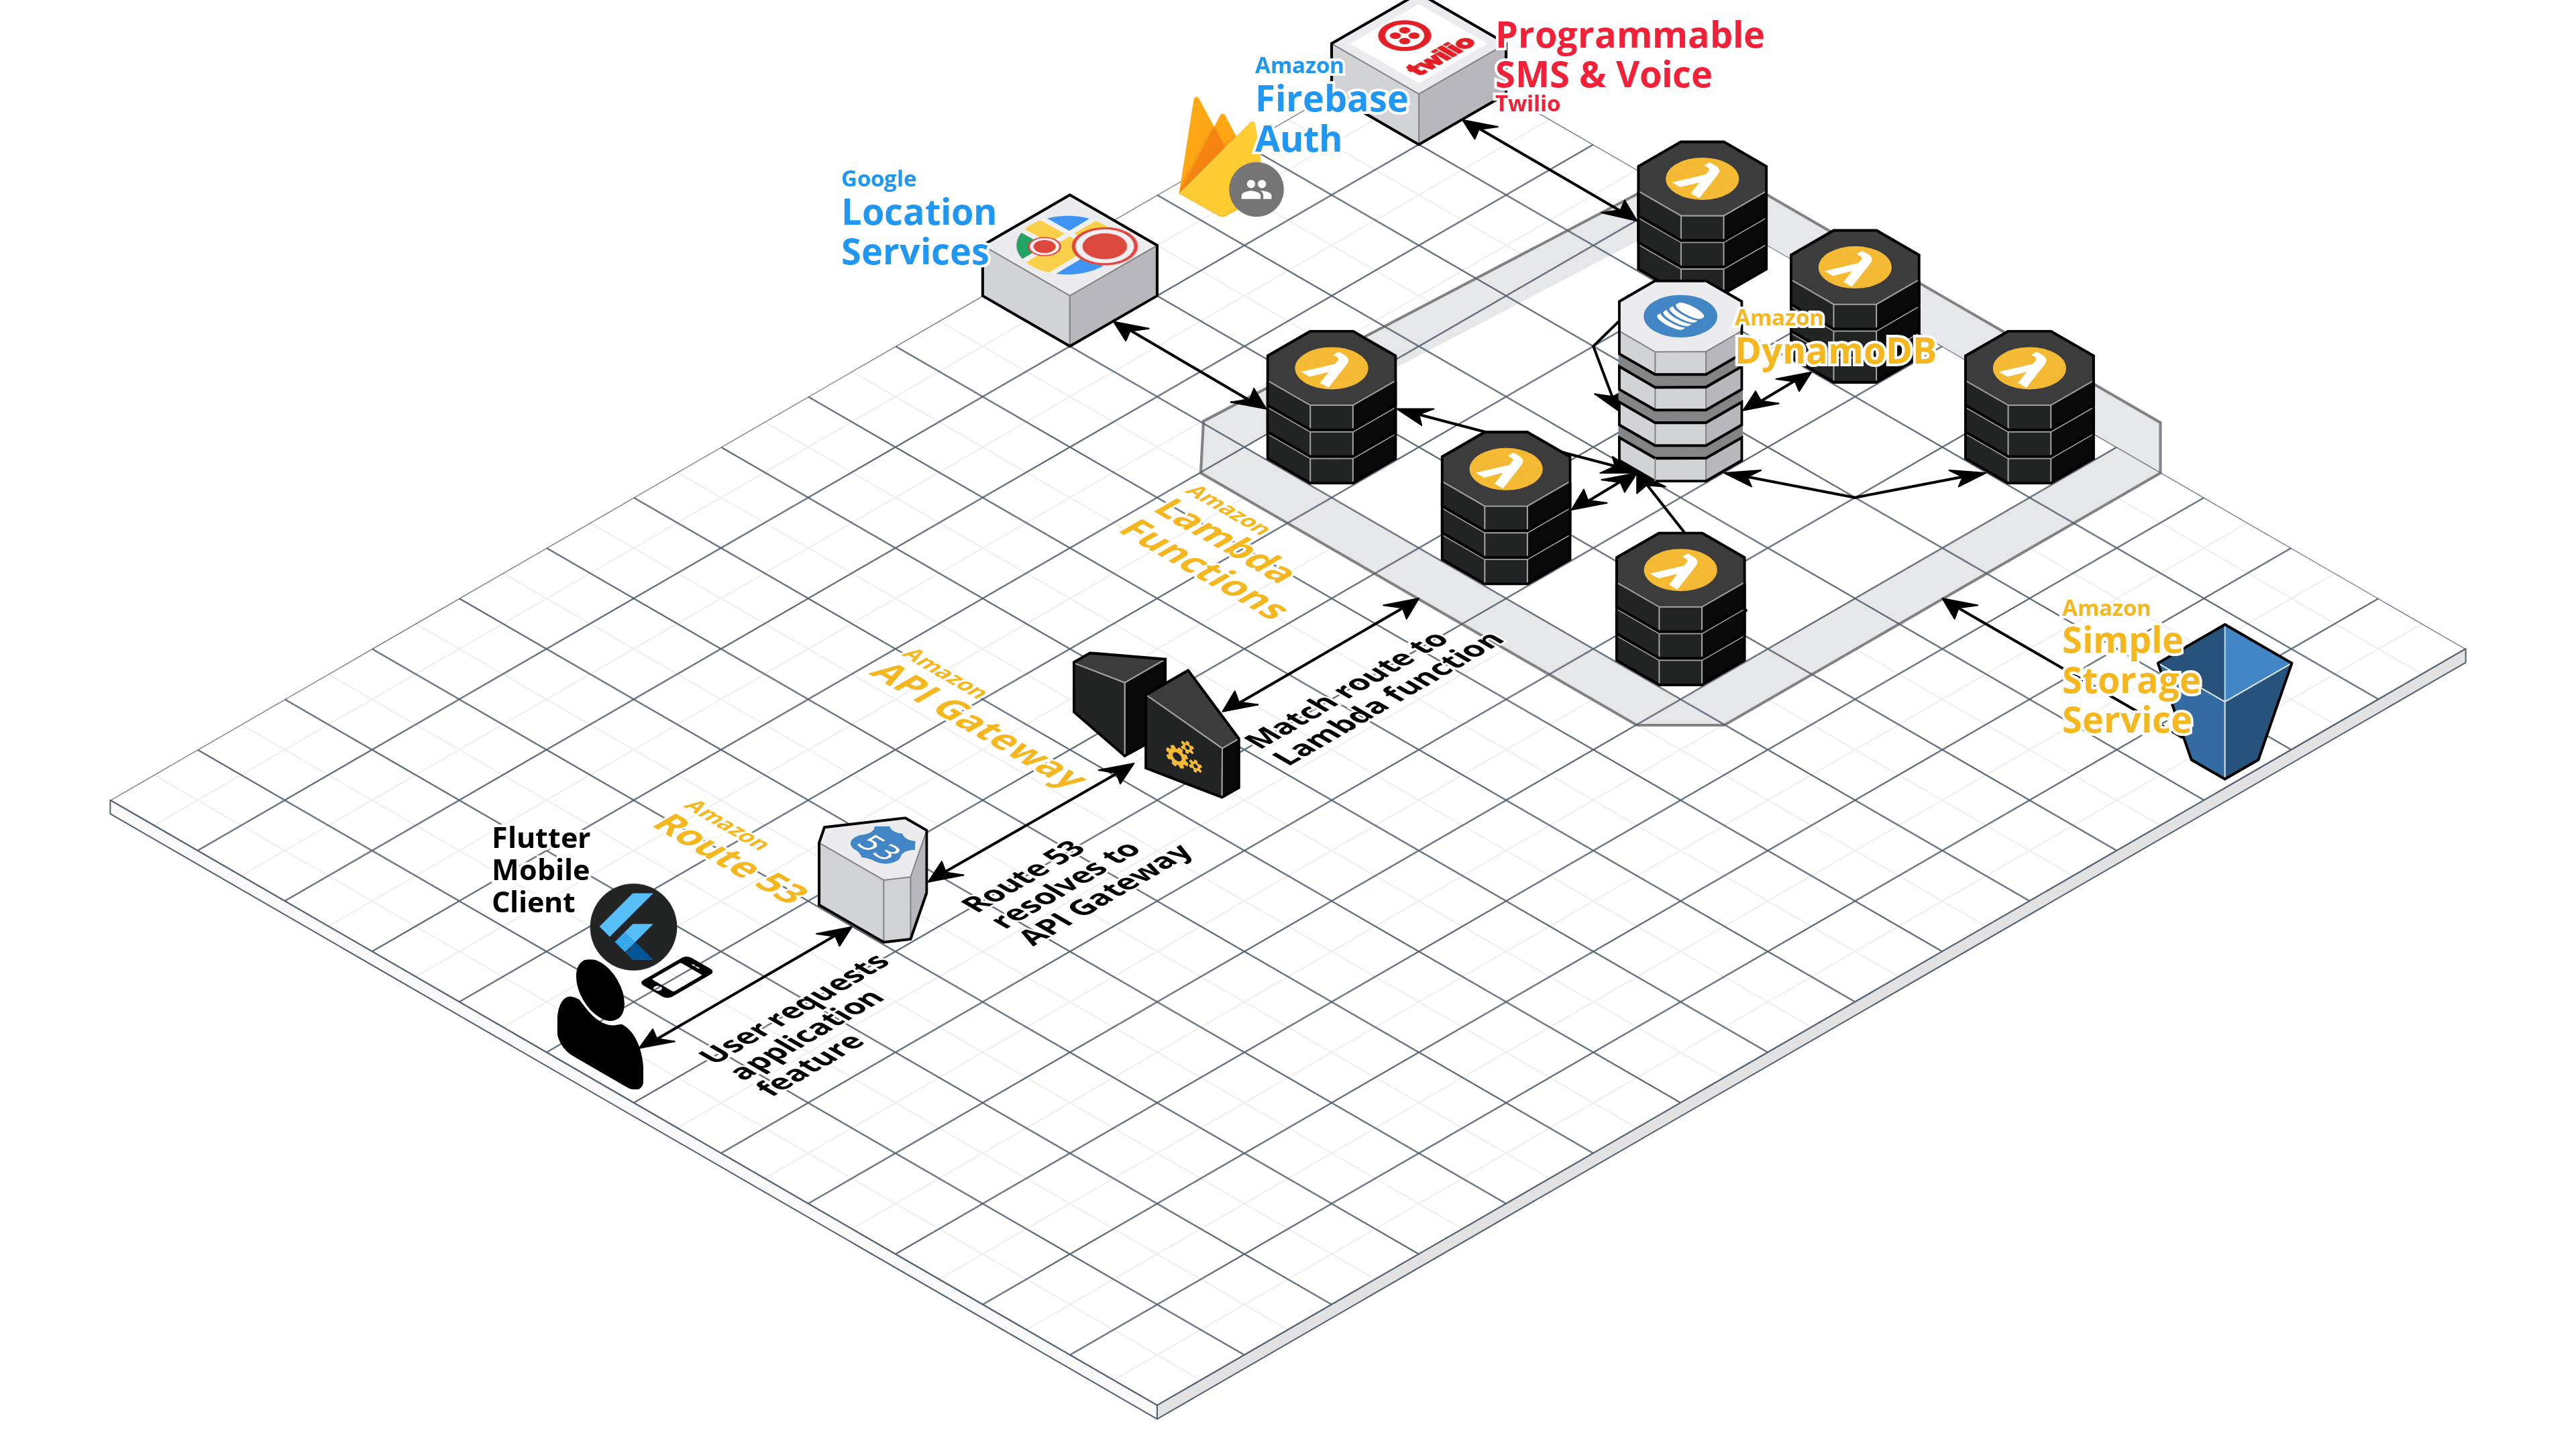 twilio
Programmable
SMS & Voice
Twilio
Amazon
Firebase
Auth
Google
Location
Services
Amazon
DynamoDB
Amazon
Lambda
Functions
Amazon
Simple
Storage
Service
Match route to
Lambda function
Amazon
API Gateway
Amazon
Route 53
53
Route 53
resolves to
API Gateway
Flutter
Mobile
Client
User requests
application
feature